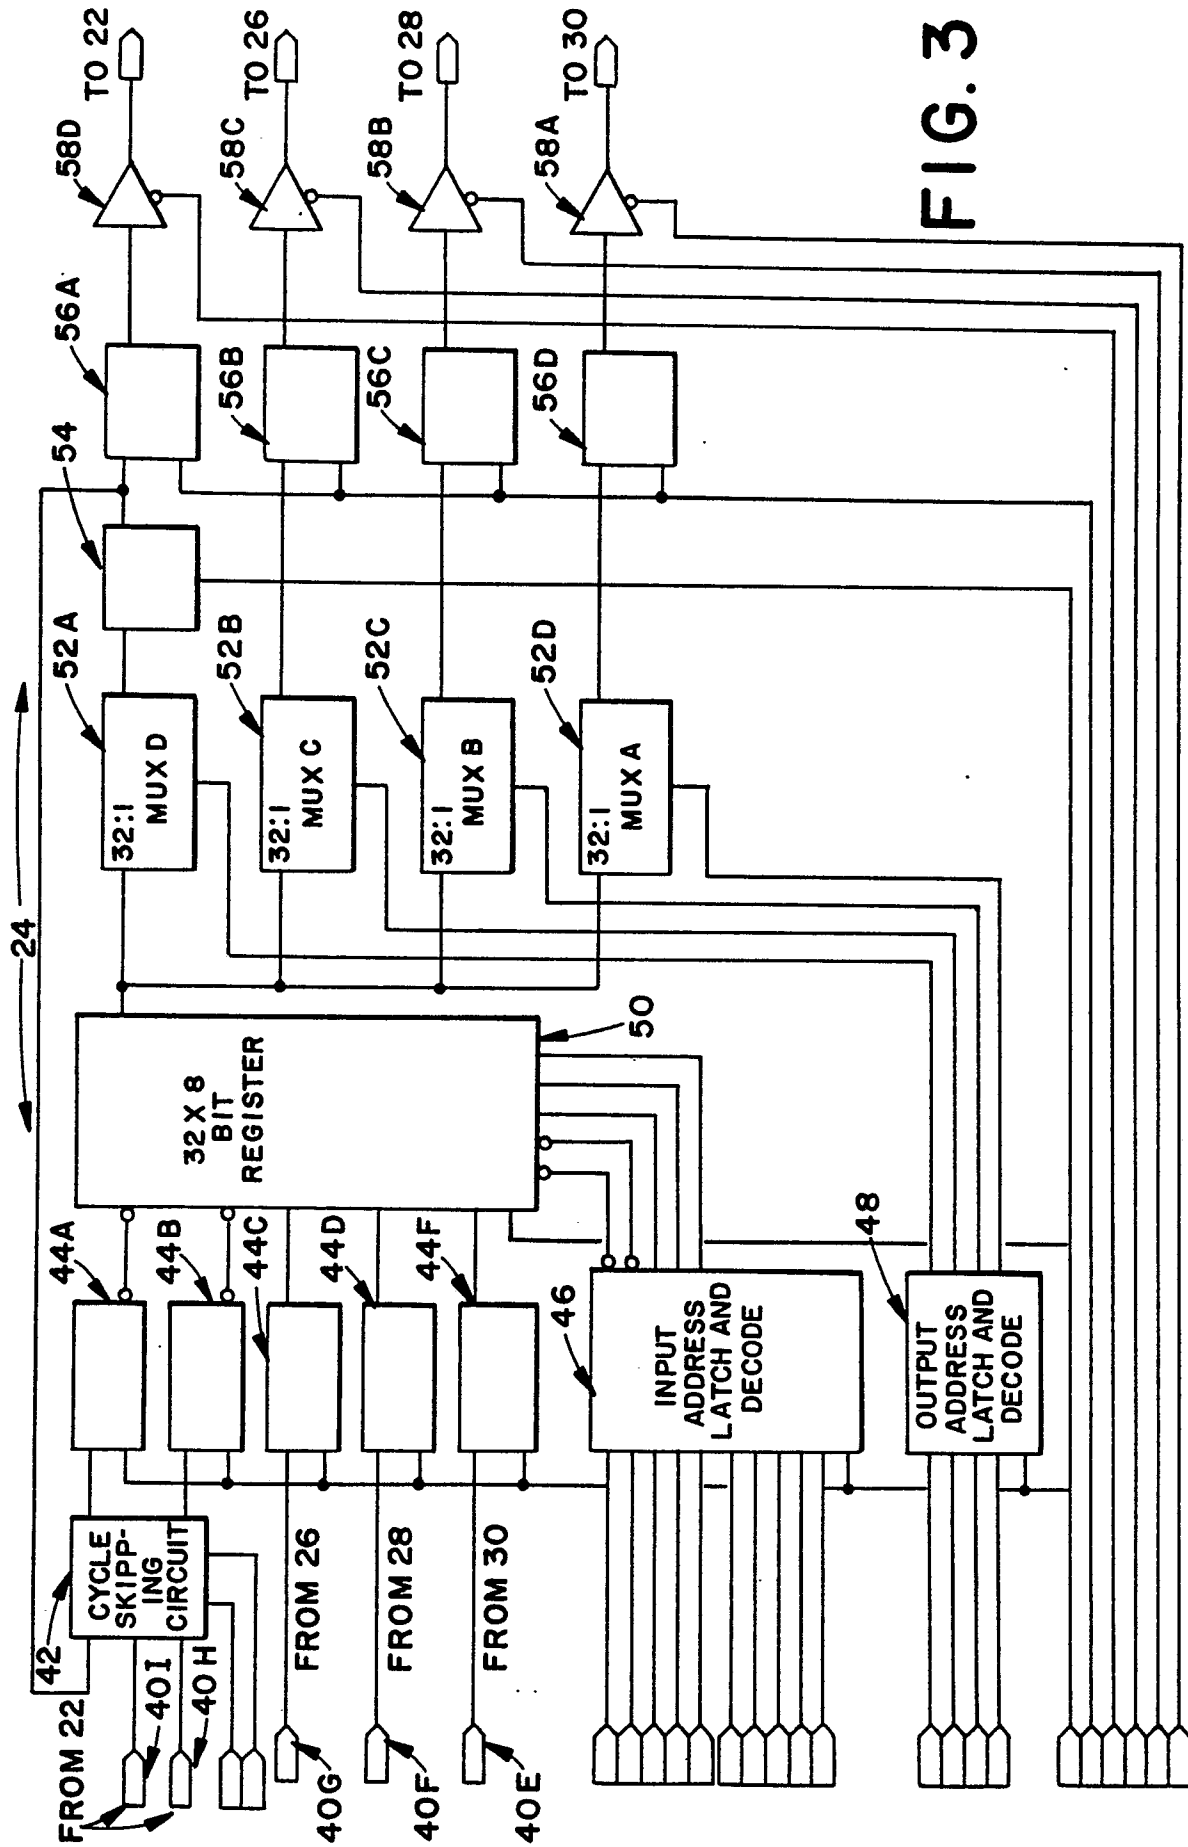 24
FROM 22
42
CYCLE
SKIPP-
ING
CIRCUIT
40I
40H
40G
FROM 26
40F
FROM 28
40E
FROM 30
44A
44B
44C
44D
44F
32 X 8
BIT
REGISTER
50
46
INPUT
ADDRESS
LATCH AND
DECODE
48
OUTPUT
ADDRESS
LATCH AND
DECODE
52A
32:1
MUX D
52B
32:1
MUX C
52C
32:1
MUX B
52D
32:1
MUX A
54
56A
56B
56C
56D
58D
TO 22
58C
TO 26
58B
TO 28
58A
TO 30
FIG. 3